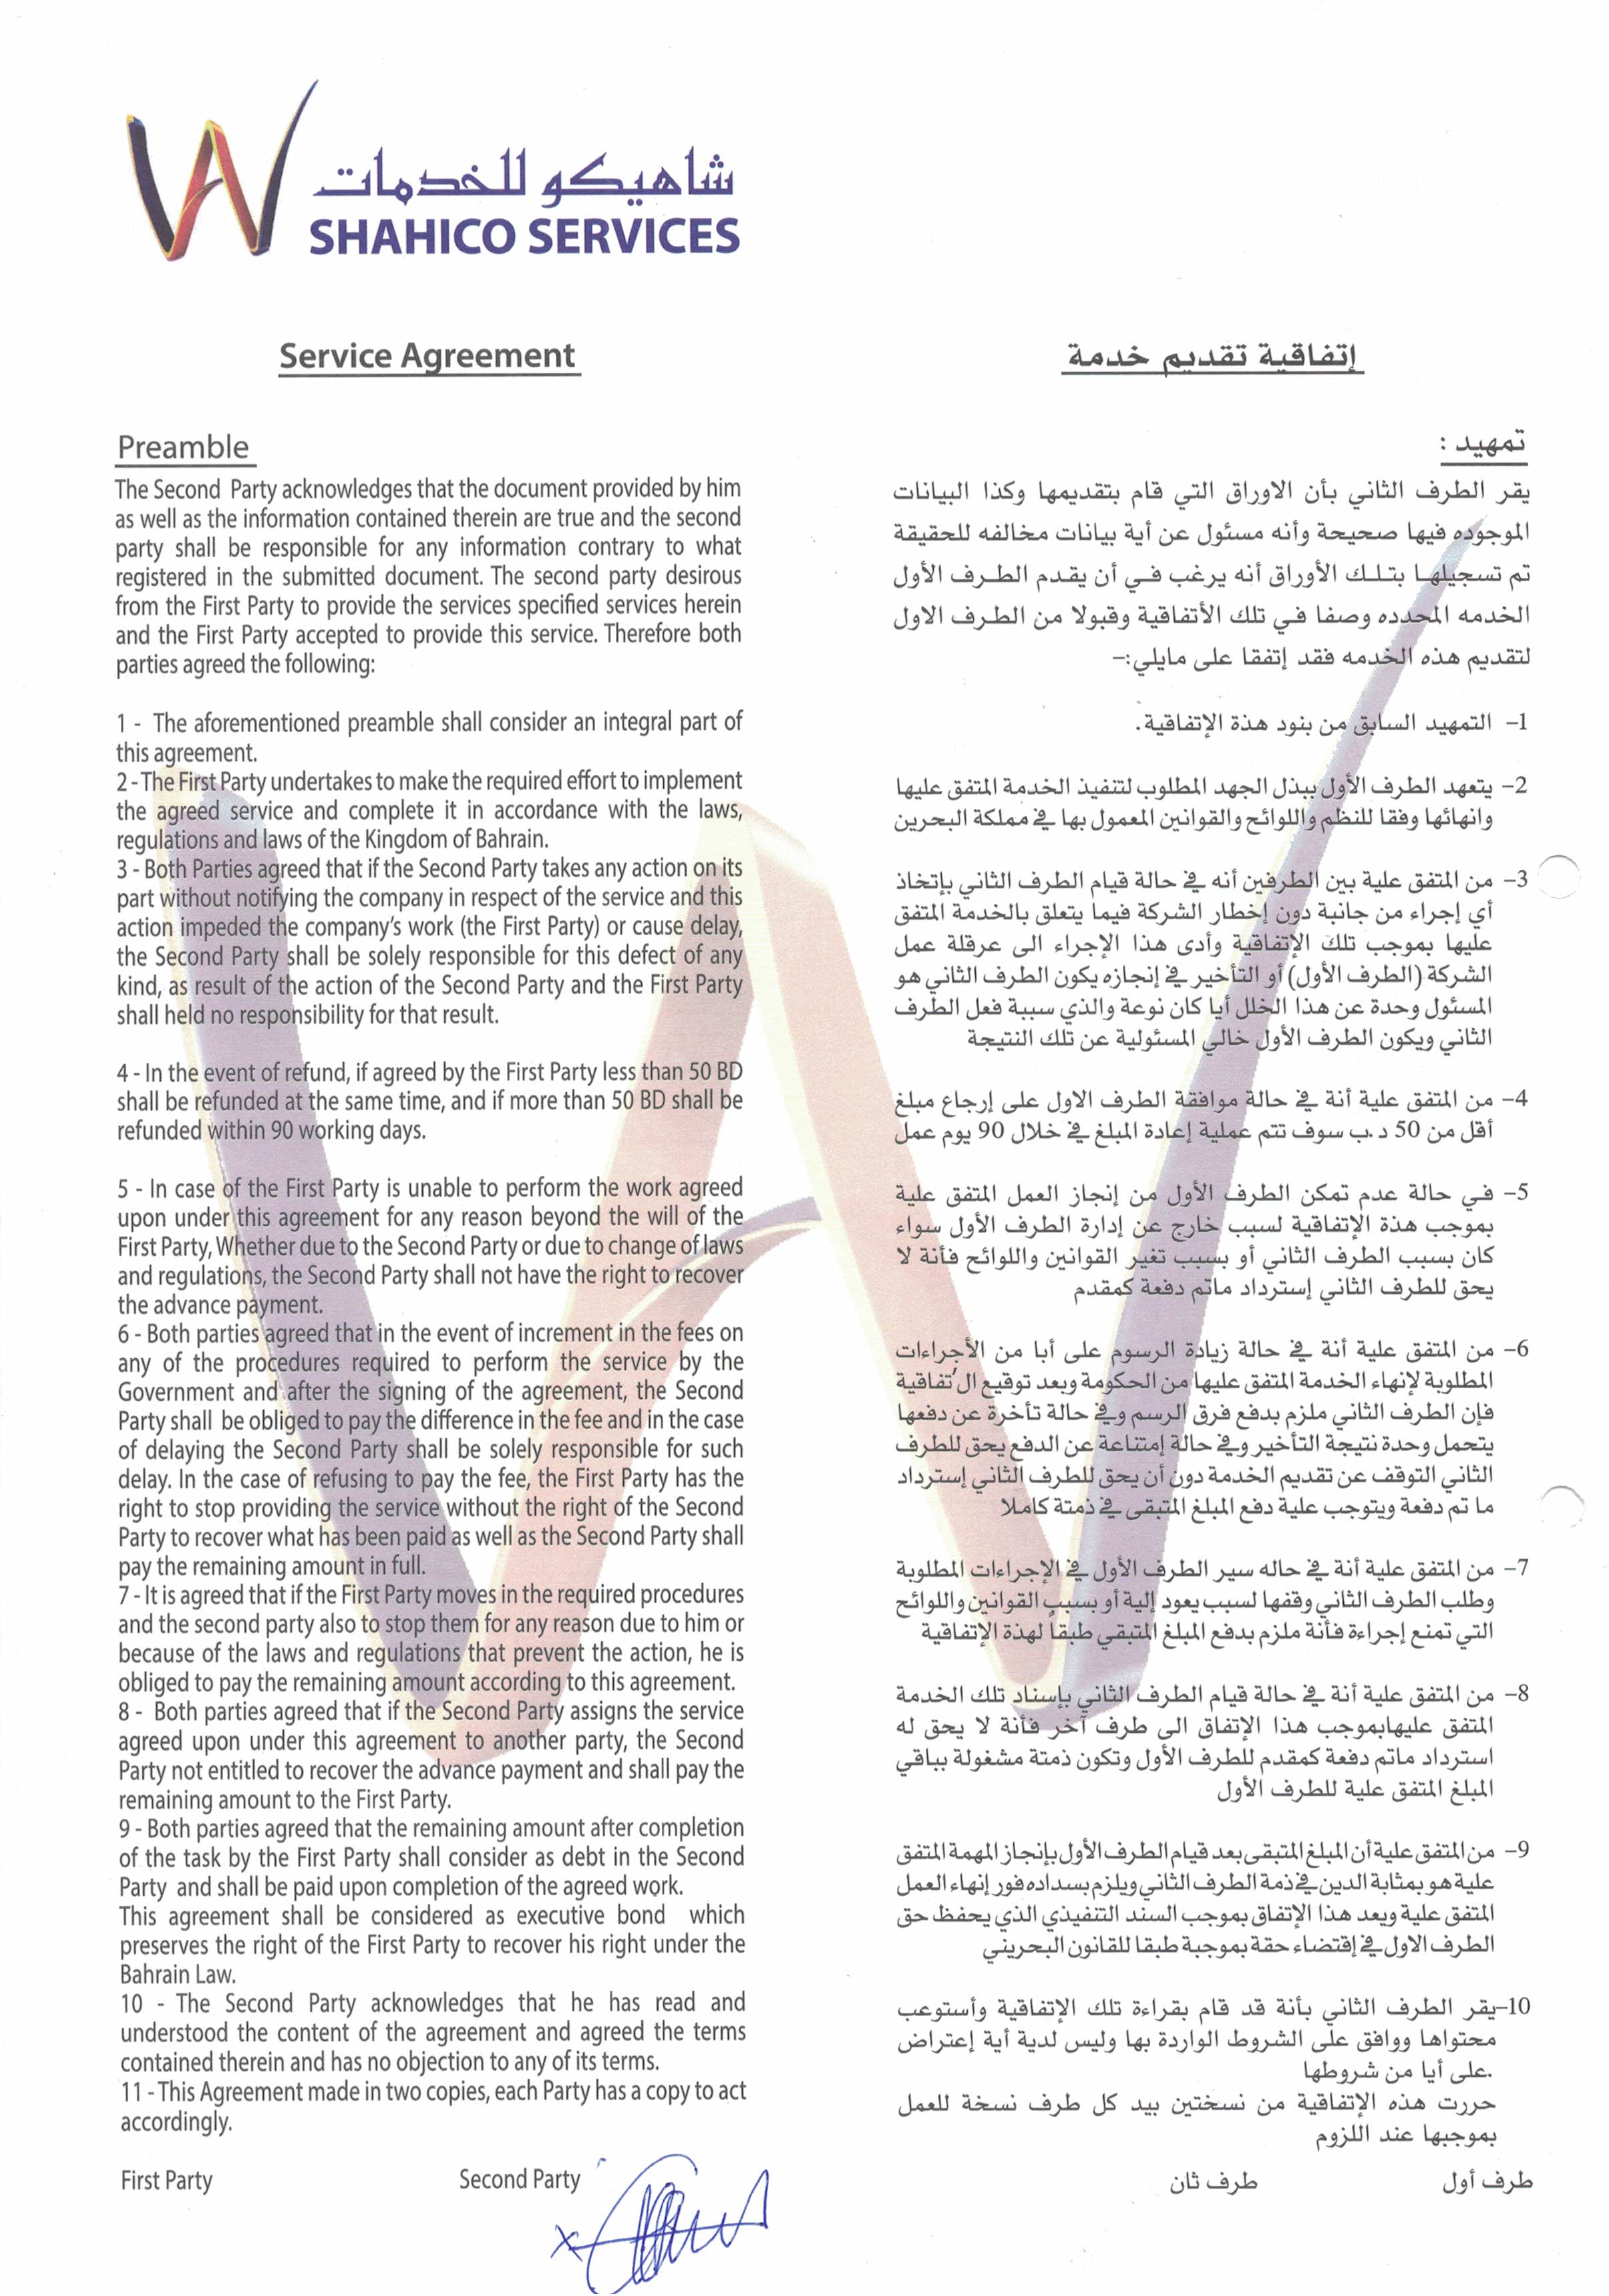 شاهيكو للخدمات
SHAHICO SERVICES
Service Agreement
Preamble
The Second Party acknowledges that the document provided by him
as well as the information contained therein are true and the second
party shall be responsible for any information contrary to what
registered in the submitted document. The second party desirous
from the First Party to provide the services specified services herein
and the First Party accepted to provide this service. Therefore both
parties agreed the following:
1 - The aforementioned preamble shall consider an integral part of
this agreement.
2 - The First Party undertakes to make the required effort to implement
the agreed service and complete it in accordance with the laws,
regulations and laws of the Kingdom of Bahrain.
3 - Both Parties agreed that if the Second Party takes any action on its
part without notifying the company in respect of the service and this
action impeded the company's work (the First Party) or cause delay,
the Second Party shall be solely responsible for this defect of any
kind, as result of the action of the Second Party and the First Party
shall held no responsibility for that result.
4 - In the event of refund, if agreed by the First Party less than 50 BD
shall be refunded at the same time, and if more than 50 BD shall be
refunded within 90 working days.
5 - In case of the First Party is unable to perform the work agreed
upon under this agreement for any reason beyond the will of the
First Party, Whether due to the Second Party or due to change of laws
and regulations, the Second Party shall not have the right to recover
the advance payment.
6 - Both parties agreed that in the event of increment in the fees on
any of the procedures required to perform the service by the
Government and after the signing of the agreement, the Second
Party shall be obliged to pay the difference in the fee and in the case
of delaying the Second Party shall be solely responsible for such
delay. In the case of refusing to pay the fee, the First Party has the
right to stop providing the service without the right of the Second
Party to recover what has been paid as well as the Second Party shall
pay the remaining amount in full.
7 - It is agreed that if the First Party moves in the required procedures
and the second party also to stop them for any reason due to him or
because of the laws and regulations that prevent the action, he is
obliged to pay the remaining amount according to this agreement.
8 - Both parties agreed that if the Second Party assigns the service
agreed upon under this agreement to another party, the Second
Party not entitled to recover the advance payment and shall pay the
remaining amount to the First Party.
9 - Both parties agreed that the remaining amount after completion
of the task by the First Party shall consider as debt in the Second
Party and shall be paid upon completion of the agreed work.
This agreement shall be considered as executive bond which
preserves the right of the First Party to recover his right under the
Bahrain Law.
10 - The Second Party acknowledges that he has read and
understood the content of the agreement and agreed the terms
contained therein and has no objection to any of its terms.
11 - This Agreement made in two copies, each Party has a copy to act
accordingly.
First Party Second Party
إتفاقية تقديم خدمة
تمهيد :
يقر الطرف الثاني بأن الاوراق التي قام بتقديمها وكذا البيانات
الموجوده فيها صحيحة وأنه مسئول عن أية بيانات مخالفه للحقيقة
تم تسجيلها بتلك الأوراق أنه يرغب في أن يقدم الطرف الأول
الخدمه المحدده وصفا في تلك الأتفاقية وقبولا من الطرف الاول
لتقديم هذه الخدمه فقد إتفقا على مايلي:-
1- التمهيد السابق من بنود هذة الإتفاقية.
2- يتعهد الطرف الأول ببذل الجهد المطلوب لتنفيذ الخدمة المتفق عليها
وانهائها وفقا للنظم واللوائح والقوانين المعمول بها في مملكة البحرين
3- من المتفق علية بين الطرفين أنه في حالة قيام الطرف الثاني بإتخاذ
أي إجراء من جانبة دون إخطار الشركة فيما يتعلق بالخدمة المتفق
عليها بموجب تلك الإتفاقية وأدى هذا الإجراء الى عرقلة عمل
الشركة (الطرف الأول) أو التأخير في إنجازه يكون الطرف الثاني هو
المسئول وحدة عن هذا الخلل أيا كان نوعة والذي سببة فعل الطرف
الثاني ويكون الطرف الأول خالي المسئولية عن تلك النتيجة
4- من المتفق علية أنة في حالة موافقة الطرف الاول على إرجاع مبلغ
أقل من 50 د.ب سوف تتم عملية إعادة المبلغ في خلال 90 يوم عمل
5- في حالة عدم تمكن الطرف الأول من إنجاز العمل المتفق علية
بموجب هذة الإتفاقية لسبب خارج عن إدارة الطرف الأول سواء
كان بسبب الطرف الثاني أو بسبب تغير القوانين واللوائح فأنة لا
يحق للطرف الثاني إسترداد ماتم دفعة كمقدم
6- من المتفق علية أنة في حالة زيادة الرسوم على أبا من الأجراءات
المطلوبة لإنهاء الخدمة المتفق عليها من الحكومة وبعد توقيع ال'تفاقية
فإن الطرف الثاني ملزم بدفع فرق الرسم وفي حالة تأخرة عن دفعها
يتحمل وحدة نتيجة التأخير وفي حالة إمتناعة عن الدفع يحق للطرف
الثاني التوقف عن تقديم الخدمة دون أن يحق للطرف الثاني إسترداد
ما تم دفعة ويتوجب علية دفع المبلغ المتبقى في ذمتة كاملا
7- من المتفق علية أنة في حاله سير الطرف الأول في الإجراءات المطلوبة
وطلب الطرف الثاني وقفها لسبب يعود إلية أو بسبب القوانين واللوائح
التي تمنع إجراءة فأنة ملزم بدفع المبلغ المتبقي طبقا لهذة الإتفاقية
8- من المتفق علية أنة في حالة قيام الطرف الثاني بإسناد تلك الخدمة
المتفق عليهابموجب هذا الإتفاق الى طرف آخر فأنة لا يحق له
استرداد ماتم دفعة كمقدم للطرف الأول وتكون ذمتة مشغولة بباقي
المبلغ المتفق علية للطرف الأول
9- من المتفق علية أن المبلغ المتبقى بعد قيام الطرف الأول بإنجاز المهمة المتفق
علية هو بمثابة الدين في ذمة الطرف الثاني ويلزم بسداده فور إنهاء العمل
المتفق علية ويعد هذا الإتفاق بموجب السند التنفيذي الذي يحفظ حق
الطرف الاول في إقتضاء حقة بموجبة طبقا للقانون البحريني
10-يقر الطرف الثاني بأنة قد قام بقراءة تلك الإتفاقية وأستوعب
محتواها ووافق على الشروط الواردة بها وليس لدية أية إعتراض
.على أيا من شروطها
حررت هذه الإتفاقية من نسختين بيد كل طرف نسخة للعمل
بموجبها عند اللزوم
طرف أول طرف ثان